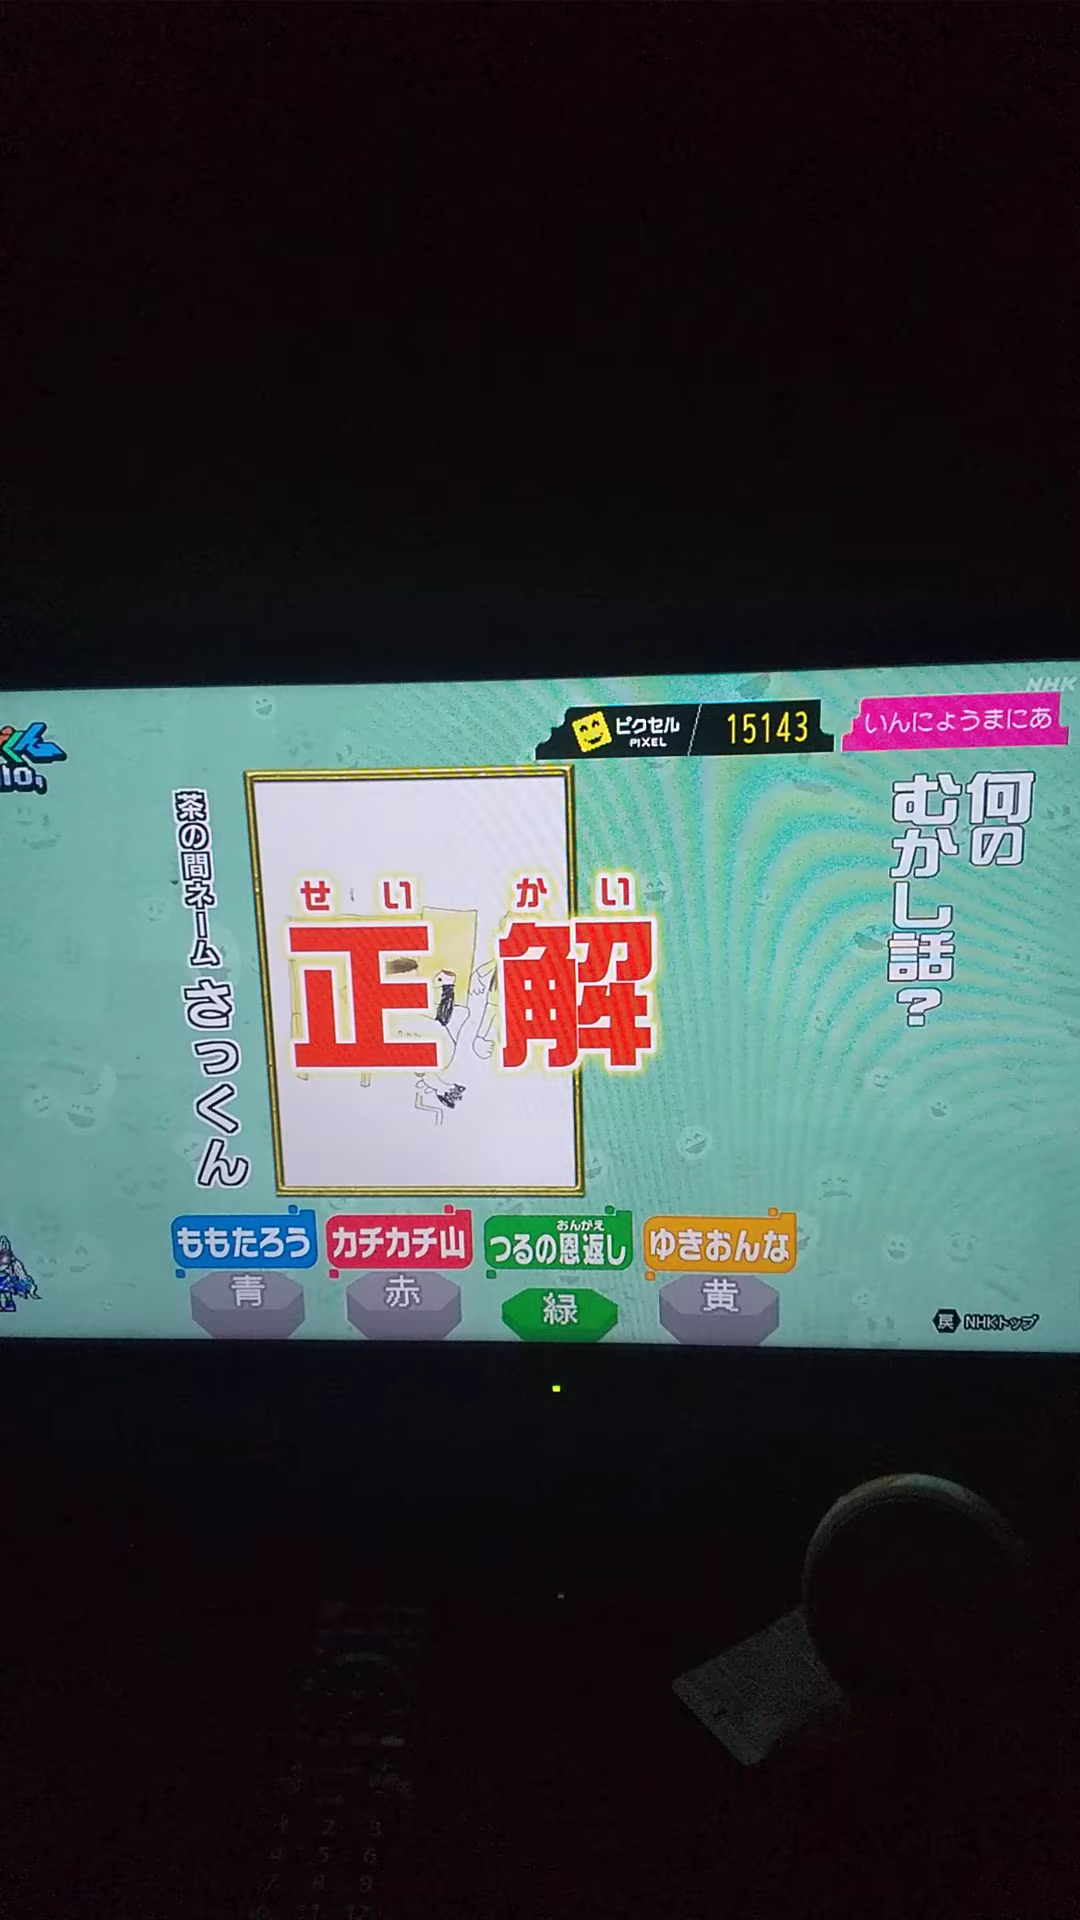 NHK
ピクセル
PIXEL
15143
いんにょうまにあ
何の
むかし話?
茶の間ネーム さっくん
せいかい
正解
ももたろう
カチカチ山
おんがえ
つるの恩返し
ゆきおんな
青
赤
緑
黄
戻 NHKトップ